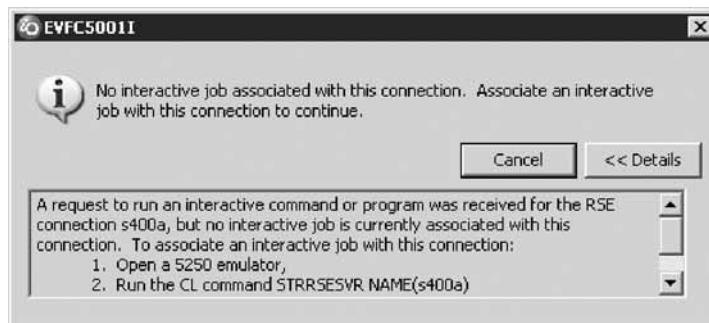 EVFC5001I
No interactive job associated with this connection. Associate an interactive
job with this connection to continue.
Cancel
<< Details
A request to run an interactive command or program was received for the RSE
connection s400a, but no interactive job is currently associated with this
connection. To associate an interactive job with this connection:
1. Open a 5250 emulator,
2. Run the CL command STRRSESVR NAME(s400a)